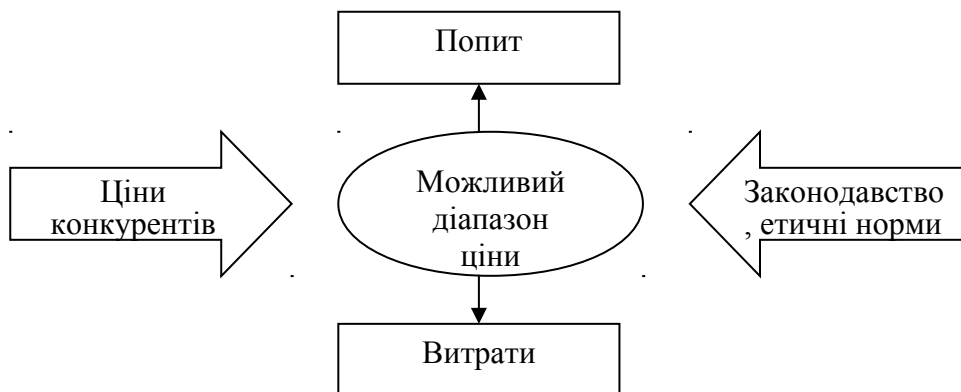 Попит
Ціни
конкурентів
Можливий
діапазон
ціни
Законодавство
, етичні норми
Витрати